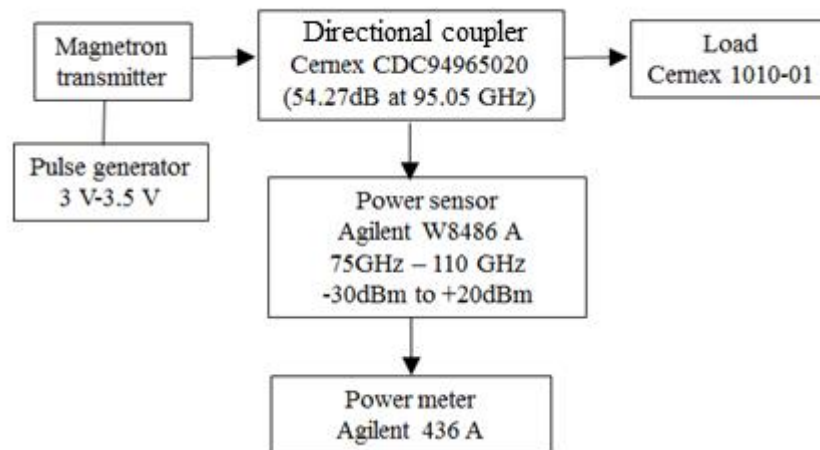 Magnetron
transmitter
Directional coupler
Cernex CDC94965020
(54.27dB at 95.05 GHz)
Load
Cernex 1010-01
Pulse generator
3 V-3.5 V
Power sensor
Agilent W8486 A
75GHz – 110 GHz
-30dBm to +20dBm
Power meter
Agilent 436 A